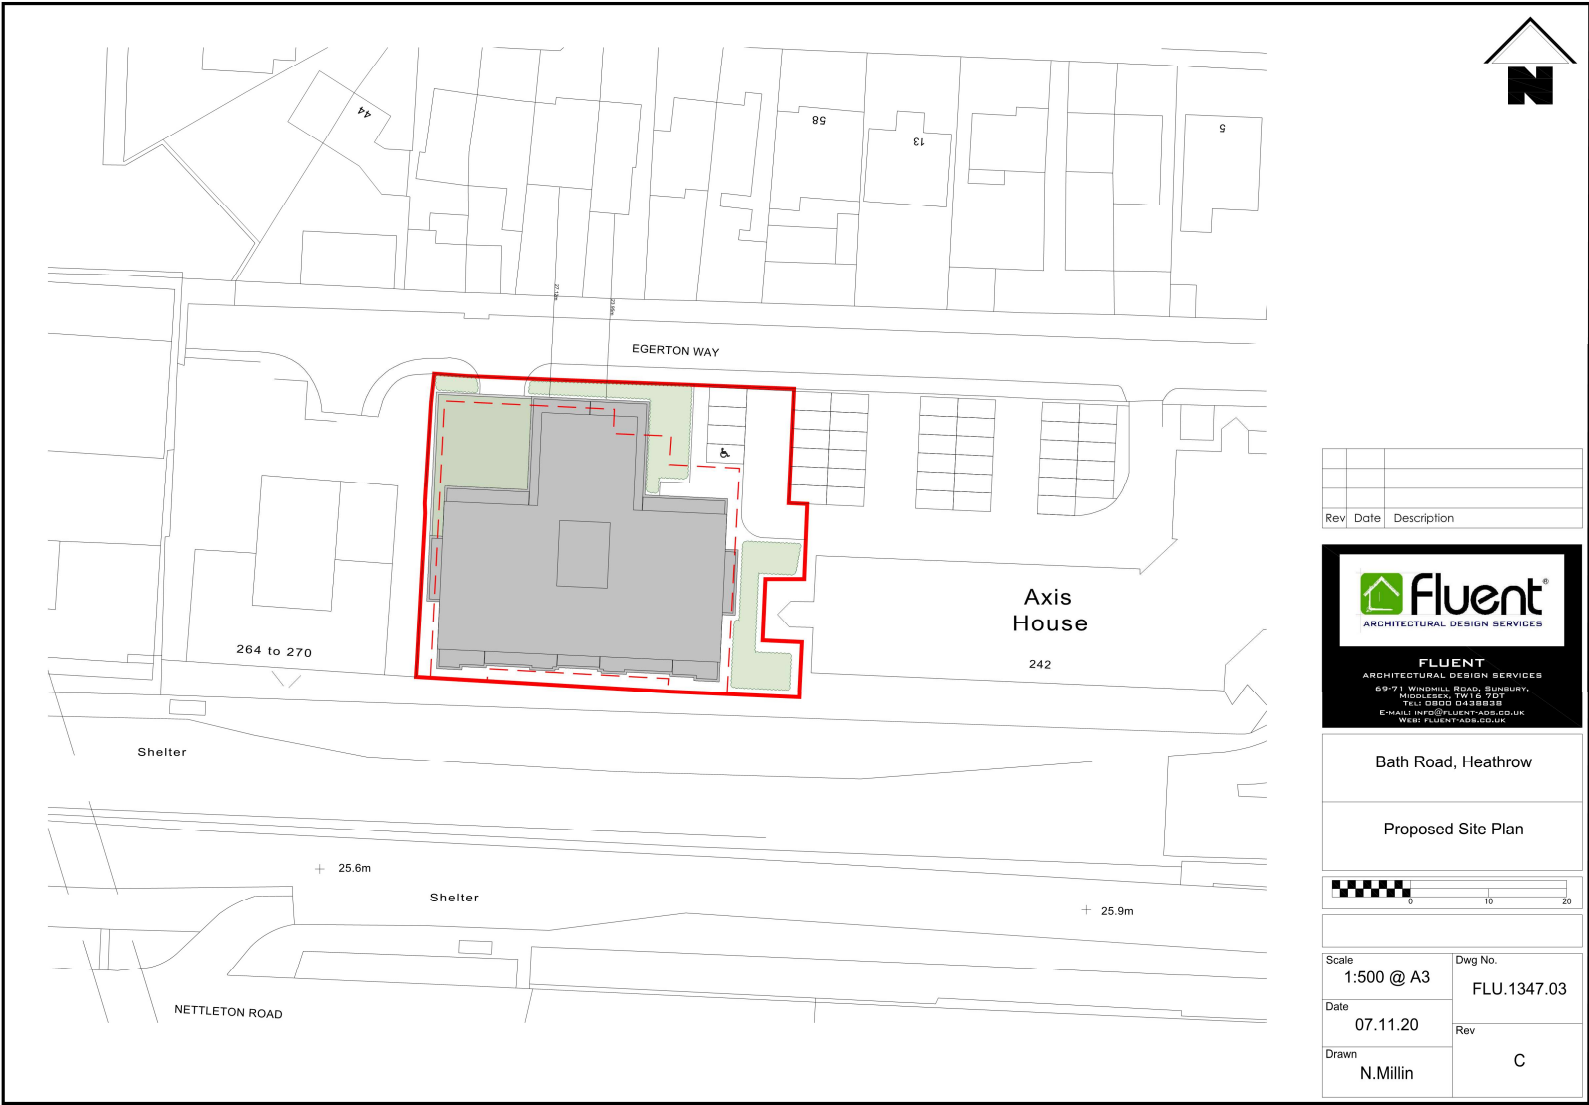 N
44
58
13
5
27.12m
23.95m
EGERTON WAY
Axis
House
242
264 to 270
Shelter
25.6m
Shelter
25.9m
NETTLETON ROAD
Rev Date Description
Fluent®
ARCHITECTURAL DESIGN SERVICES
FLUENT
ARCHITECTURAL DESIGN SERVICES
69-71 WINDMILL ROAD, SUNBURY,
MIDDLESEX, TW16 7DT
TEL: 0800 0438838
E-MAIL: INFO@FLUENT-ADS.CO.UK
WEB: FLUENT-ADS.CO.UK
Bath Road, Heathrow
Proposed Site Plan
0 10 20
Scale
1:500 @ A3
Dwg No.
FLU.1347.03
Date
07.11.20
Rev
C
Drawn
N.Millin